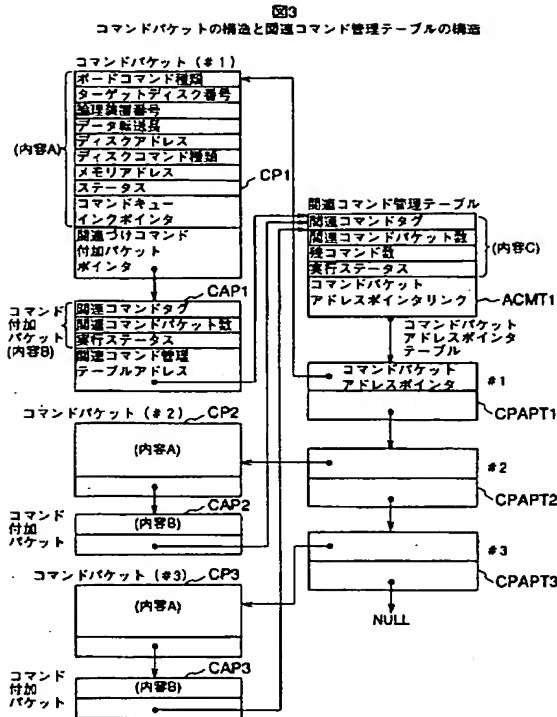 図3
コマンドパケットの構造と関連コマンド管理テーブルの構造
コマンドパケット (#1)
ボードコマンド種類
ターゲットディスク番号
論理装置番号
データ転送長
ディスクアドレス
ディスクコマンド種類
メモリアドレス
ステータス
コマンドキュー
インクポインタ
関連づけコマンド
付加パケット
ポインタ
(内容A)
CP1
CAP1
コマンド
付加
パケット
(内容B)
関連コマンドタグ
関連コマンドパケット数
実行ステータス
関連コマンド管理
テーブルアドレス
関連コマンド管理テーブル
関連コマンドタグ
関連コマンドパケット数
残コマンド数
実行ステータス
コマンドパケット
アドレスポインタリンク
(内容C)
ACMT1
コマンドパケット
アドレスポインタ
テーブル
コマンドパケット
アドレスポインタ
#1
CPAPT1
コマンドパケット (#2)
CP2
(内容A)
#2
CPAPT2
CAP2
コマンド
付加
パケット
(内容B)
#3
CPAPT3
NULL
コマンドパケット (#3)
CP3
(内容A)
CAP3
コマンド
付加
パケット
(内容B)